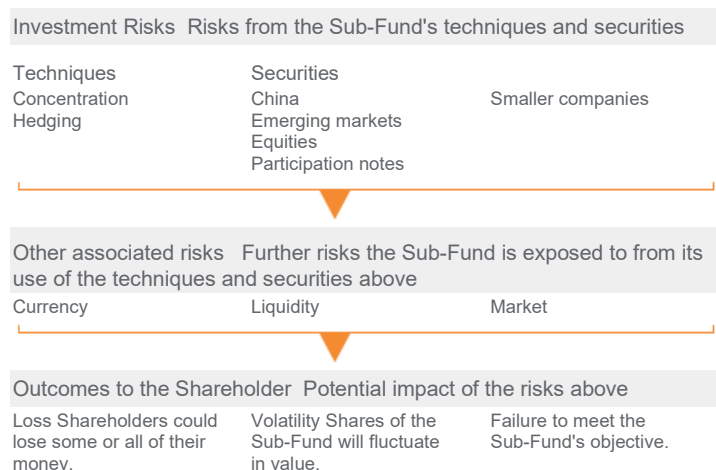 Investment Risks Risks from the Sub-Fund's techniques and securities
Techniques
Concentration
Hedging
Securities
China
Emerging markets
Equities
Participation notes
Smaller companies
Other associated risks Further risks the Sub-Fund is exposed to from its
use of the techniques and securities above
Currency
Liquidity
Market
Outcomes to the Shareholder Potential impact of the risks above
Loss Shareholders could
lose some or all of their
money.
Volatility Shares of the
Sub-Fund will fluctuate
in value.
Failure to meet the
Sub-Fund's objective.